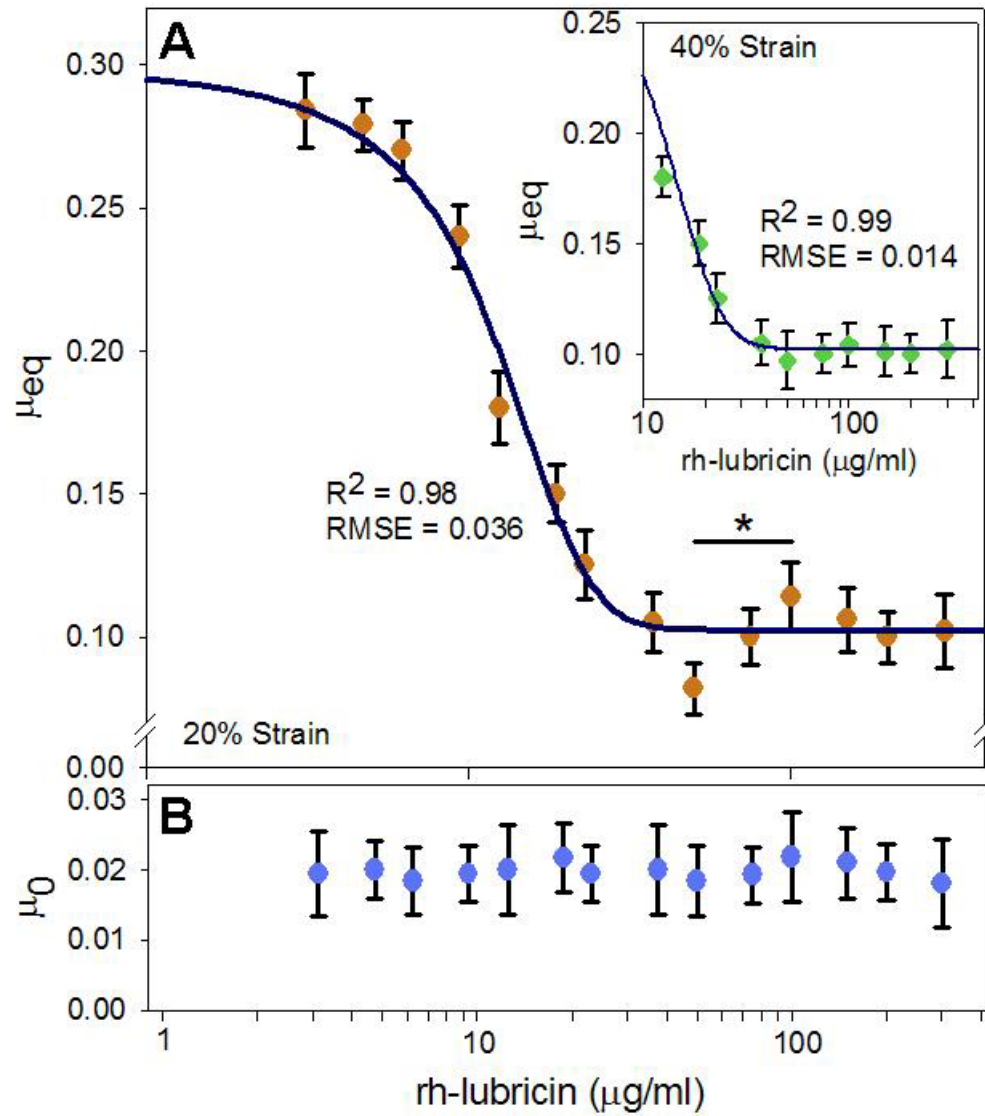 A
0.30
0.25
0.20
0.15
0.10
0.00
μeq
R2 = 0.98
RMSE = 0.036
*
20% Strain
0.25
0.20
0.15
0.10
μeq
40% Strain
R2 = 0.99
RMSE = 0.014
10
100
rh-lubricin (μg/ml)
B
0.03
0.02
0.01
0.00
μ0
1
10
100
rh-lubricin (μg/ml)